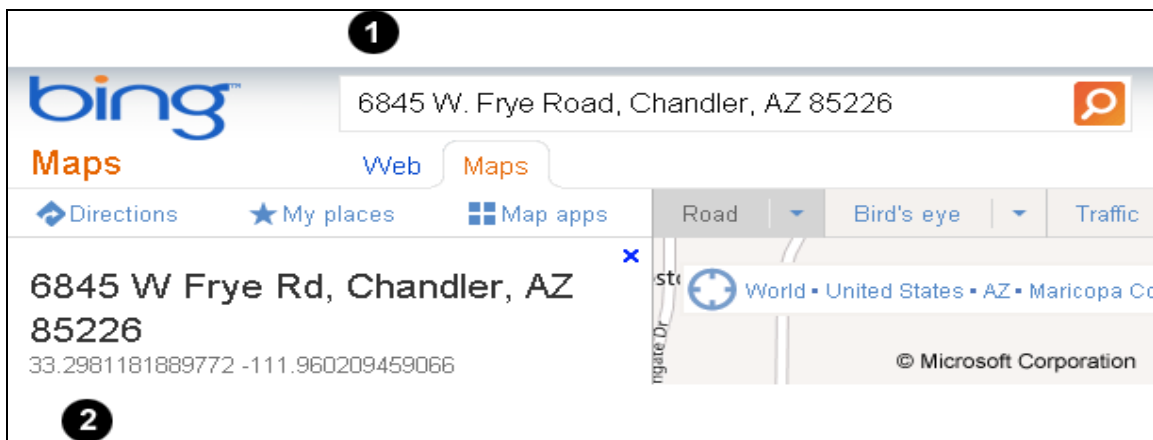 1
bing™
6845 W. Frye Road, Chandler, AZ 85226
Maps
Web Maps
Directions My places Map apps Road Bird's eye Traffic
6845 W Frye Rd, Chandler, AZ
85226
33.2981181889772 -111.960209459066
World ▪ United States ▪ AZ ▪ Maricopa Co
© Microsoft Corporation
2